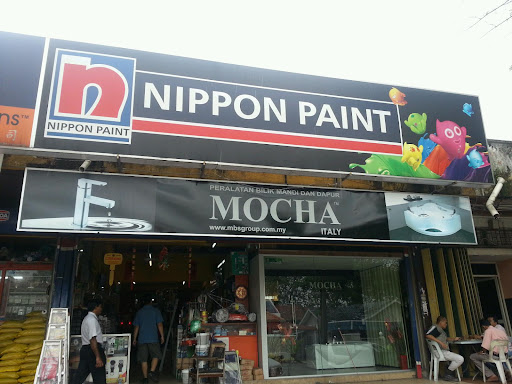 NIPPON PAINT
NIPPON PAINT
PERALATAN BILIK MANDI DAN DAPUR
MOCHA
www.mbsgroup.com.my
ITALY
MOCHA